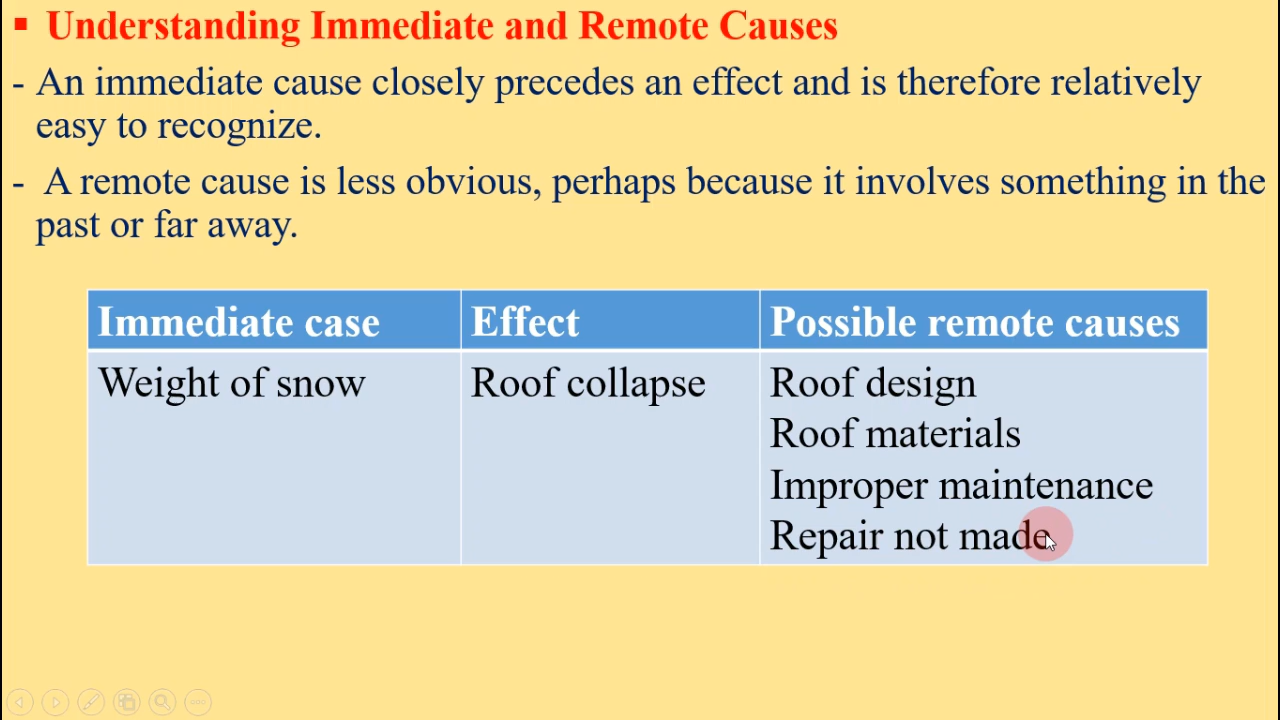 ▪ Understanding Immediate and Remote Causes
- An immediate cause closely precedes an effect and is therefore relatively
easy to recognize.
- A remote cause is less obvious, perhaps because it involves something in the
past or far away.
Immediate case Effect Possible remote causes
Weight of snow Roof collapse Roof design
Roof materials
Improper maintenance
Repair not made